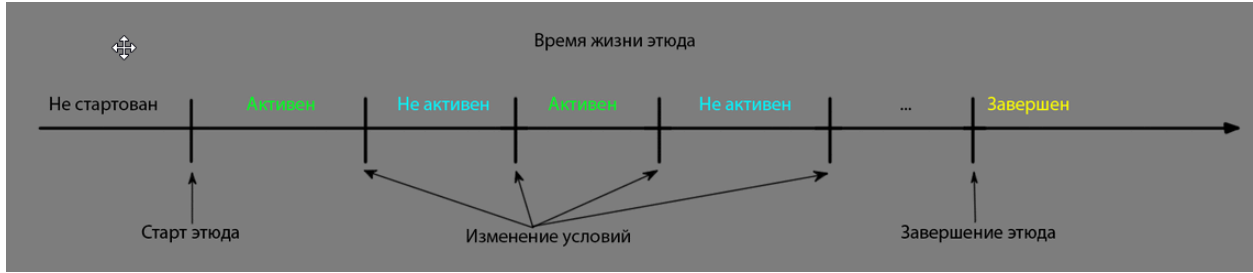 Время жизни этюда
Не стартован Активен Не активен Активен Не активен ... Завершен
Старт этюда Изменение условий Завершение этюда